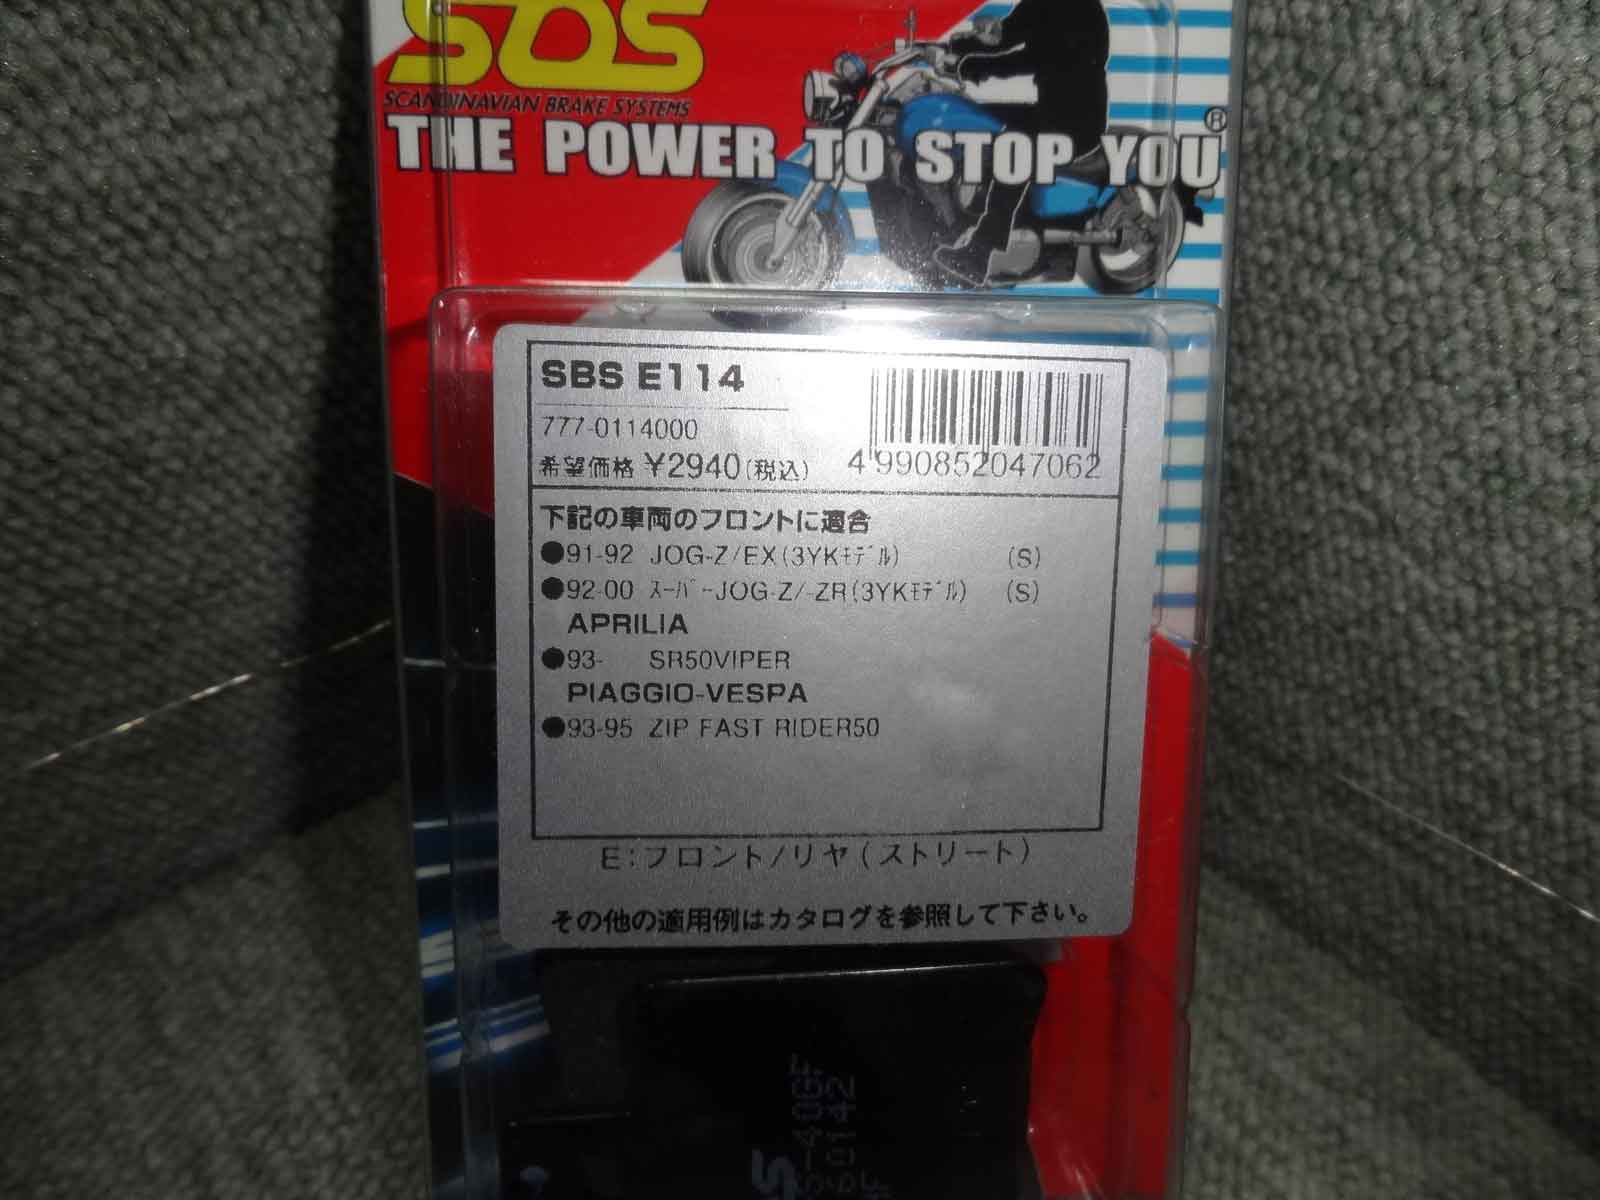 SBS
SCANDINAVIAN BRAKE SYSTEMS
THE POWER TO STOP YOU®
SBS E114
777-0114000
希望価格 ¥2940(税込)
4 990852 047062
下記の車両のフロントに適合
●91-92 JOG-Z/EX(3YKﾓﾃﾞﾙ) (S)
●92-00 ｽｰﾊﾟｰJOG-Z/-ZR(3YKﾓﾃﾞﾙ) (S)
APRILIA
●93- SR50VIPER
PIAGGIO-VESPA
●93-95 ZIP FAST RIDER50
E:フロント/リヤ(ストリート)
その他の適用例はカタログを参照して下さい。